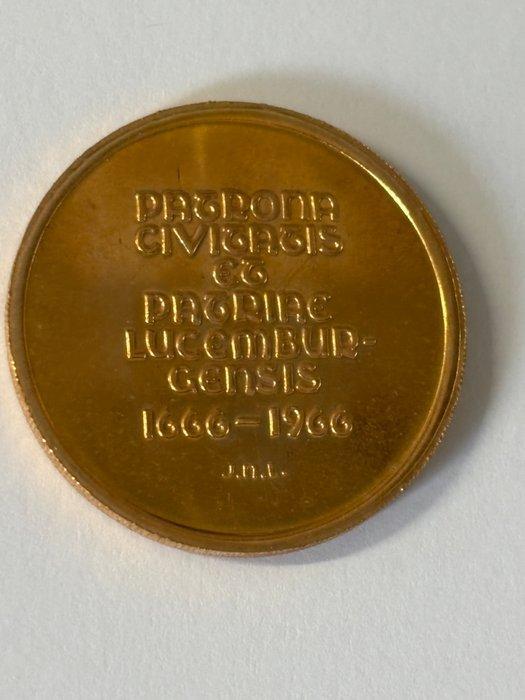 PATRONA
CIVITATIS
ET
PATRIAE
LUCEMBUR-
GENSIS
1666-1966
J.N.L.